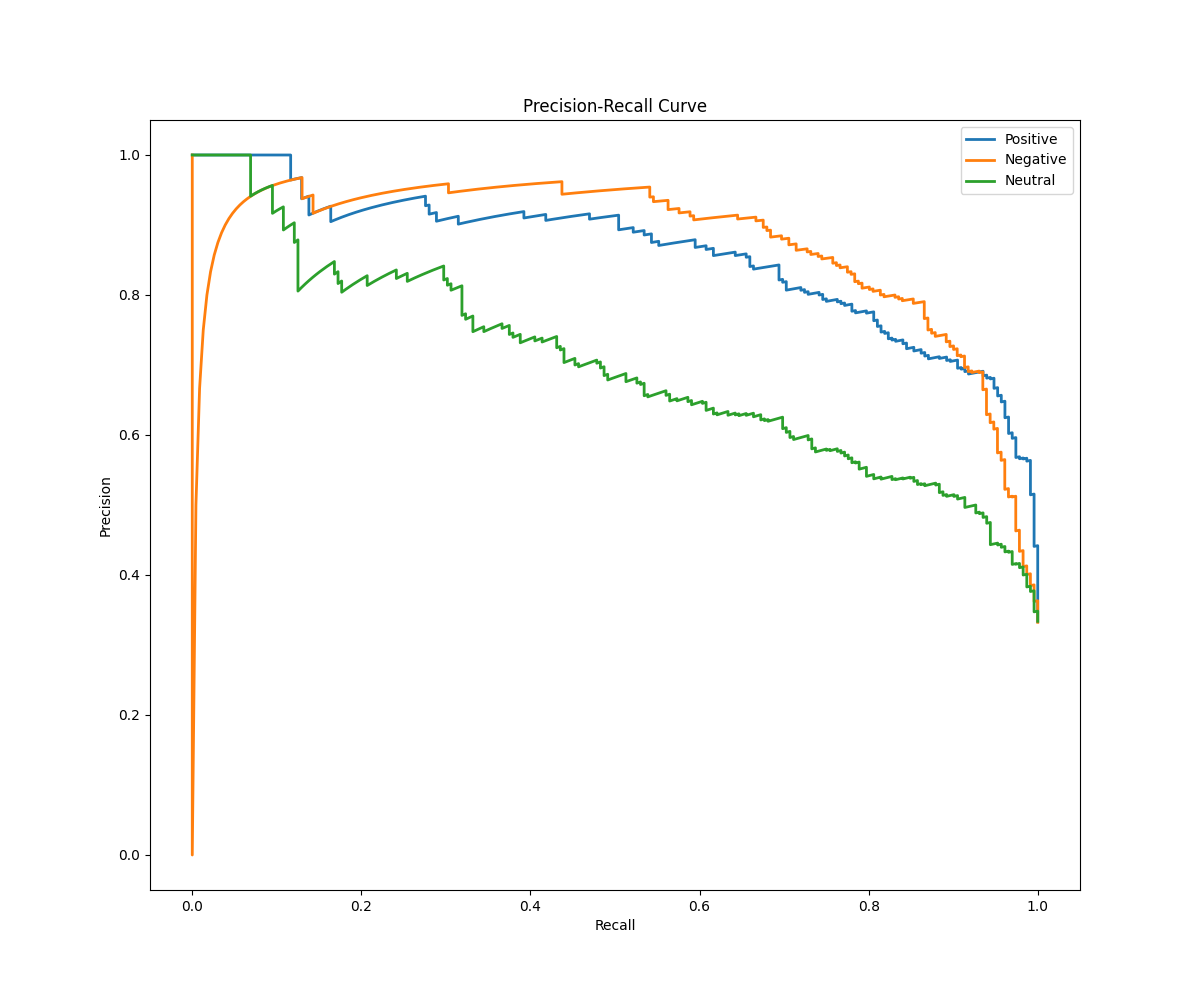 Precision-Recall Curve
Positive
Negative
Neutral
Precision
1.0
0.8
0.6
0.4
0.2
0.0
0.0 0.2 0.4 0.6 0.8 1.0
Recall